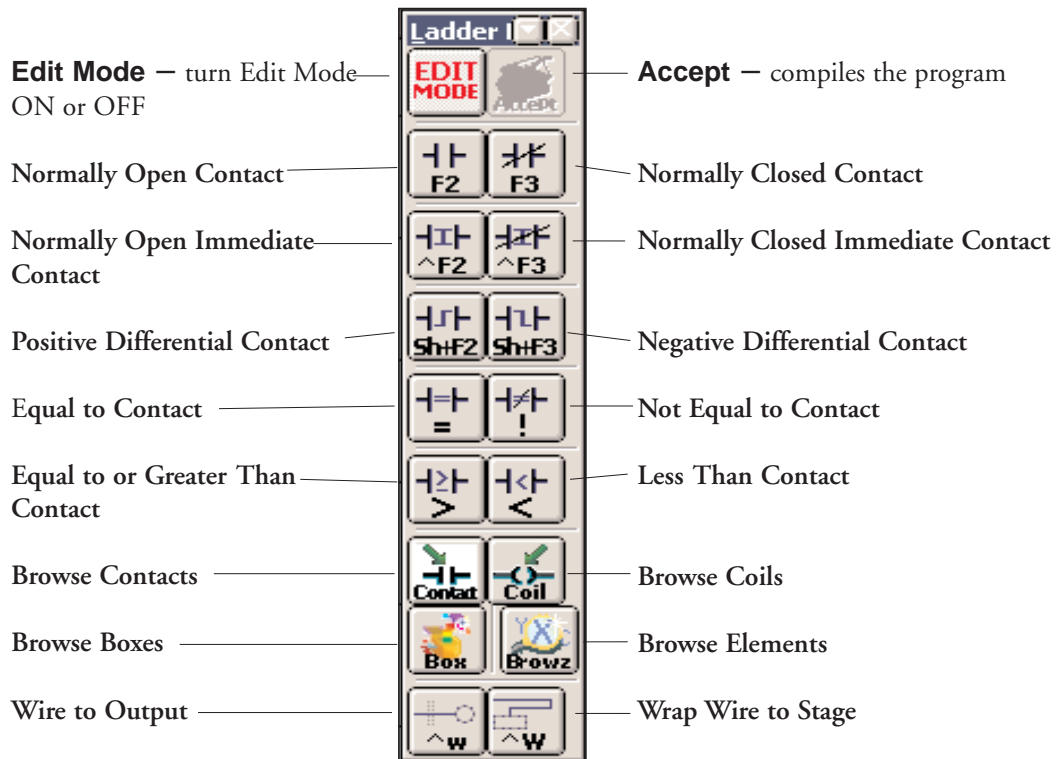 Ladder
Edit Mode – turn Edit Mode
ON or OFF
EDIT
MODE
Accept
Accept – compiles the program
Normally Open Contact
F2
F3
Normally Closed Contact
Normally Open Immediate
Contact
^F2
^F3
Normally Closed Immediate Contact
Positive Differential Contact
Sh+F2
Sh+F3
Negative Differential Contact
Equal to Contact
=
=
≠
!
Not Equal to Contact
Equal to or Greater Than
Contact
≥
>
<
<
Less Than Contact
Browse Contacts
Contact
Coil
Browse Coils
Browse Boxes
Box
Y X C
Browz
Browse Elements
Wire to Output
^w
^W
Wrap Wire to Stage